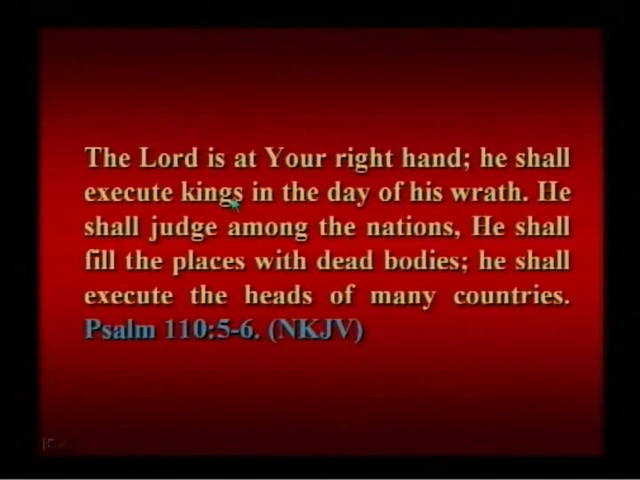 The Lord is at Your right hand; he shall
execute kings in the day of his wrath. He
shall judge among the nations, He shall
fill the places with dead bodies; he shall
execute the heads of many countries.
Psalm 110:5-6. (NKJV)